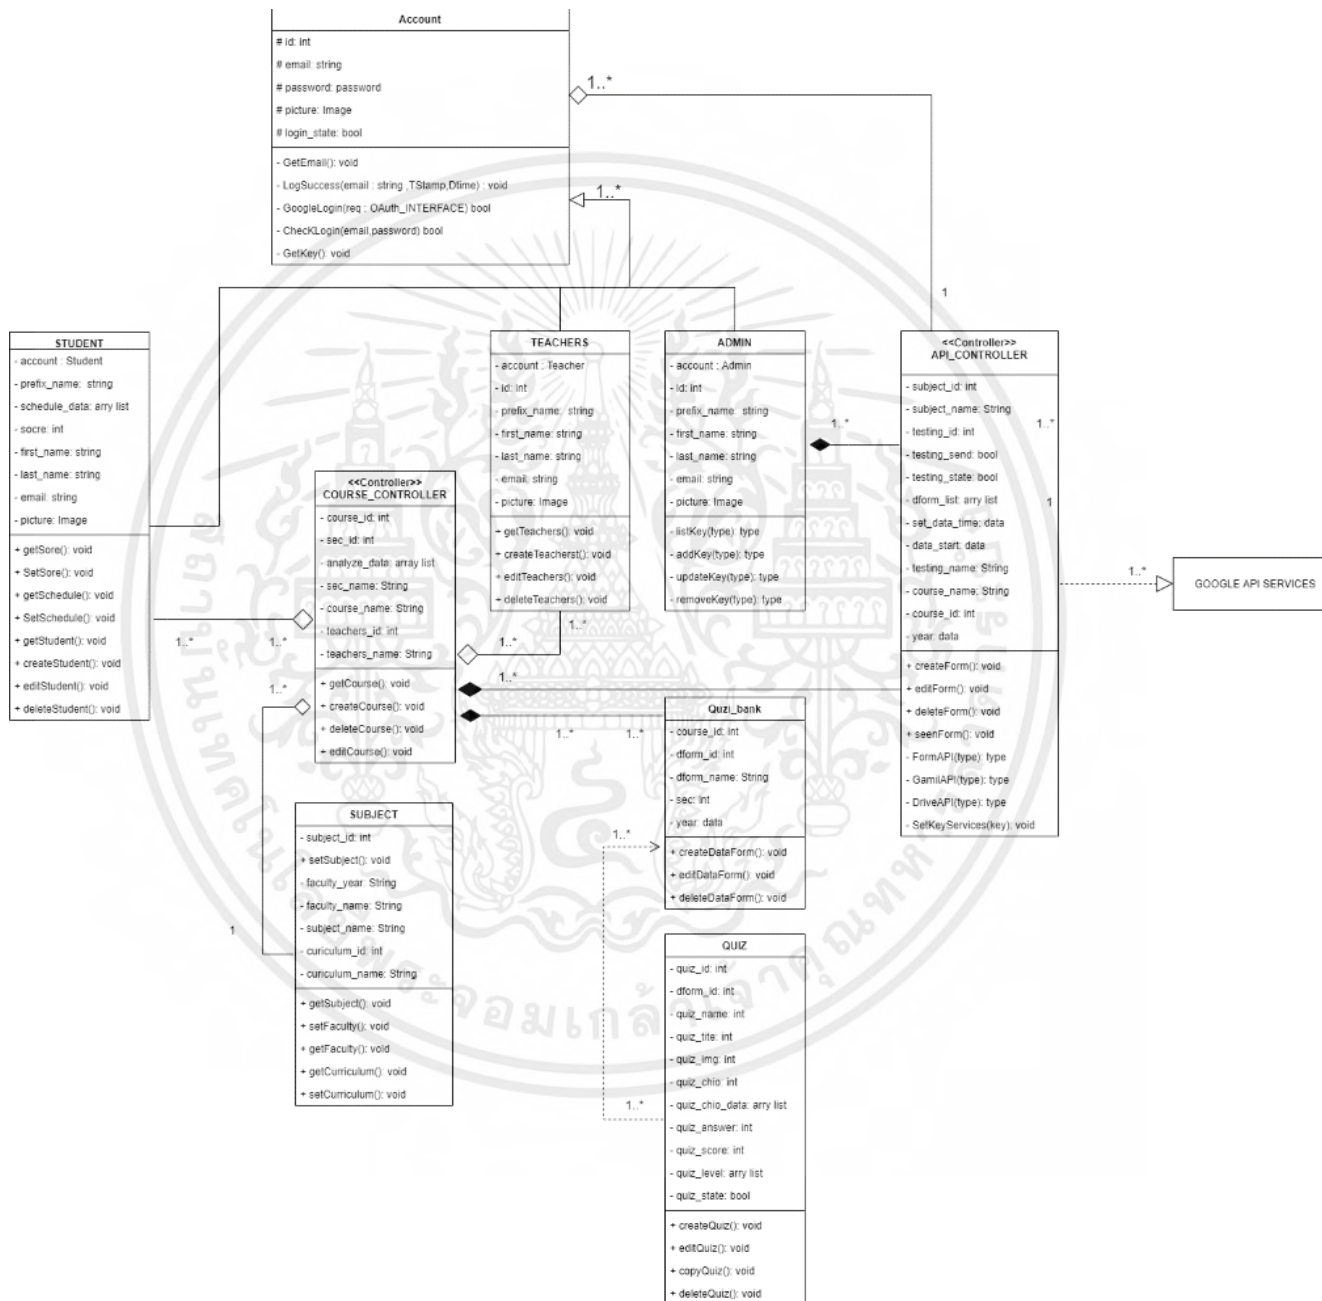 Account
# id: int
# email: string
# password: password
# picture: Image
# login_state: bool
- GetEmail(): void
- LogSuccess(email : string ,TStamp,Dtime) : void
- GoogleLogin(req : OAuth_INTERFACE) bool
- ChecKLogin(email,password) bool
- GetKey(): void
1..*
1..*
1
STUDENT
- account : Student
- prefix_name: string
- schedule_data: arry list
- socre: int
- first_name: string
- last_name: string
- email: string
- picture: Image
+ getSore(): void
+ SetSore(): void
+ getSchedule(): void
+ SetSchedule(): void
+ getStudent(): void
+ createStudent(): void
+ editStudent(): void
+ deleteStudent(): void
1..*
1..*
<<Controller>>
COURSE_CONTROLLER
- course_id: int
- sec_id: int
- analyze_data: array list
- sec_name: String
- course_name: String
- teachers_id: int
- teachers_name: String
+ getCourse(): void
+ createCourse(): void
+ deleteCourse(): void
+ editCourse(): void
1..*
1
TEACHERS
- account : Teacher
- id: int
- prefix_name: string
- first_name: string
- last_name: string
- email: string
- picture: Image
+ getTeachers(): void
+ createTeacherst(): void
+ editTeachers(): void
+ deleteTeachers(): void
1..*
1..*
1..*
ADMIN
- account : Admin
- id: int
- prefix_name: string
- first_name: string
- last_name: string
- email: string
- picture: Image
- listKey(type): type
- addKey(type): type
- updateKey(type): type
- removeKey(type): type
1..*
<<Controller>>
API_CONTROLLER
- subject_id: int
- subject_name: String
- testing_id: int
- testing_send: bool
- testing_state: bool
- dform_list: arry list
- set_data_time: data
- data_start: data
- testing_name: String
- course_name: String
- course_id: int
- year: data
+ createForm(): void
+ editForm(): void
+ deleteForm(): void
+ seenForm(): void
- FormAPI(type): type
- GamilAPI(type): type
- DriveAPI(type): type
- SetKeyServices(key): void
1..*
1
1..*
GOOGLE API SERVICES
1..*
1..*
Quzi_bank
- course_id: int
- dform_id: int
- dform_name: String
- sec: int
- year: data
+ createDataForm(): void
+ editDataForm(): void
+ deleteDataForm(): void
1..*
1..*
SUBJECT
- subject_id: int
+ setSubject(): void
- faculty_year: String
- faculty_name: String
- subject_name: String
- curiculum_id: int
- curiculum_name: String
+ getSubject(): void
+ setFaculty(): void
+ getFaculty(): void
+ getCurriculum(): void
+ setCurriculum(): void
QUIZ
- quiz_id: int
- dform_id: int
- quiz_name: int
- quiz_tite: int
- quiz_img: int
- quiz_chio: int
- quiz_chio_data: arry list
- quiz_answer: int
- quiz_score: int
- quiz_level: arry list
- quiz_state: bool
+ createQuiz(): void
+ editQuiz(): void
+ copyQuiz(): void
+ deleteQuiz(): void